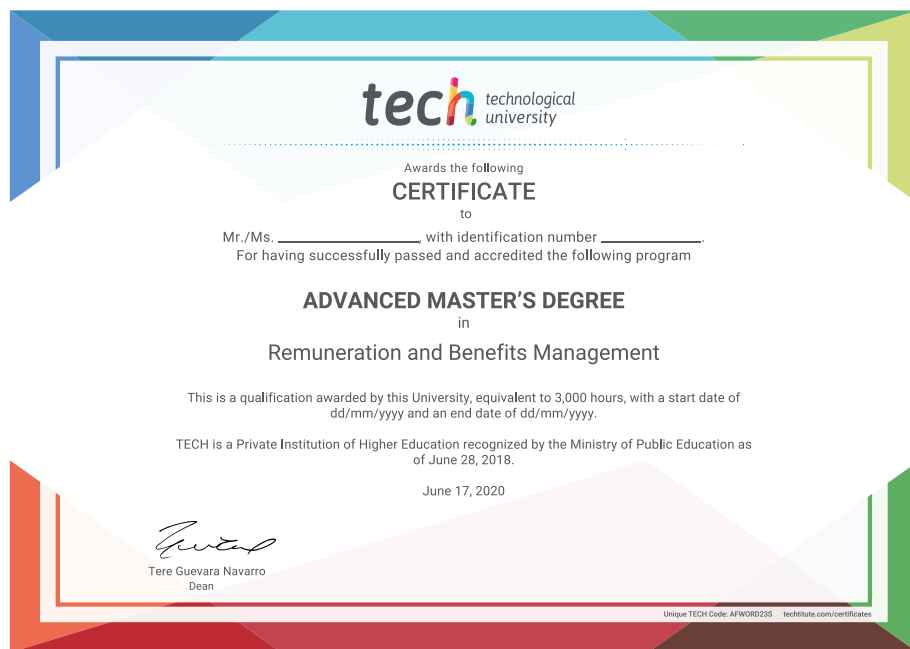 tech technological
university
Awards the following
CERTIFICATE
to
Mr./Ms. ________________, with identification number ____________.
For having successfully passed and accredited the following program
ADVANCED MASTER’S DEGREE
in
Remuneration and Benefits Management
This is a qualification awarded by this University, equivalent to 3,000 hours, with a start date of
dd/mm/yyyy and an end date of dd/mm/yyyy.
TECH is a Private Institution of Higher Education recognized by the Ministry of Public Education as
of June 28, 2018.
June 17, 2020
Tere Guevara Navarro
Dean
Unique TECH Code: AFWORD23S techtitute.com/certificates